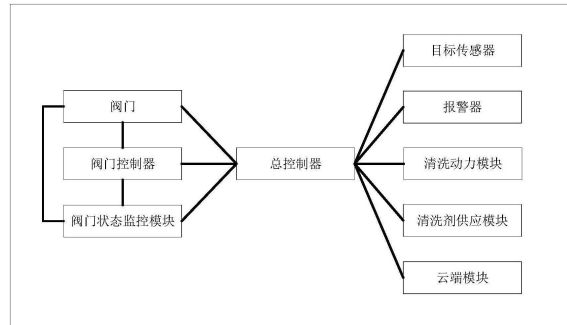 阀门
阀门控制器
阀门状态监控模块
总控制器
目标传感器
报警器
清洗动力模块
清洗剂供应模块
云端模块